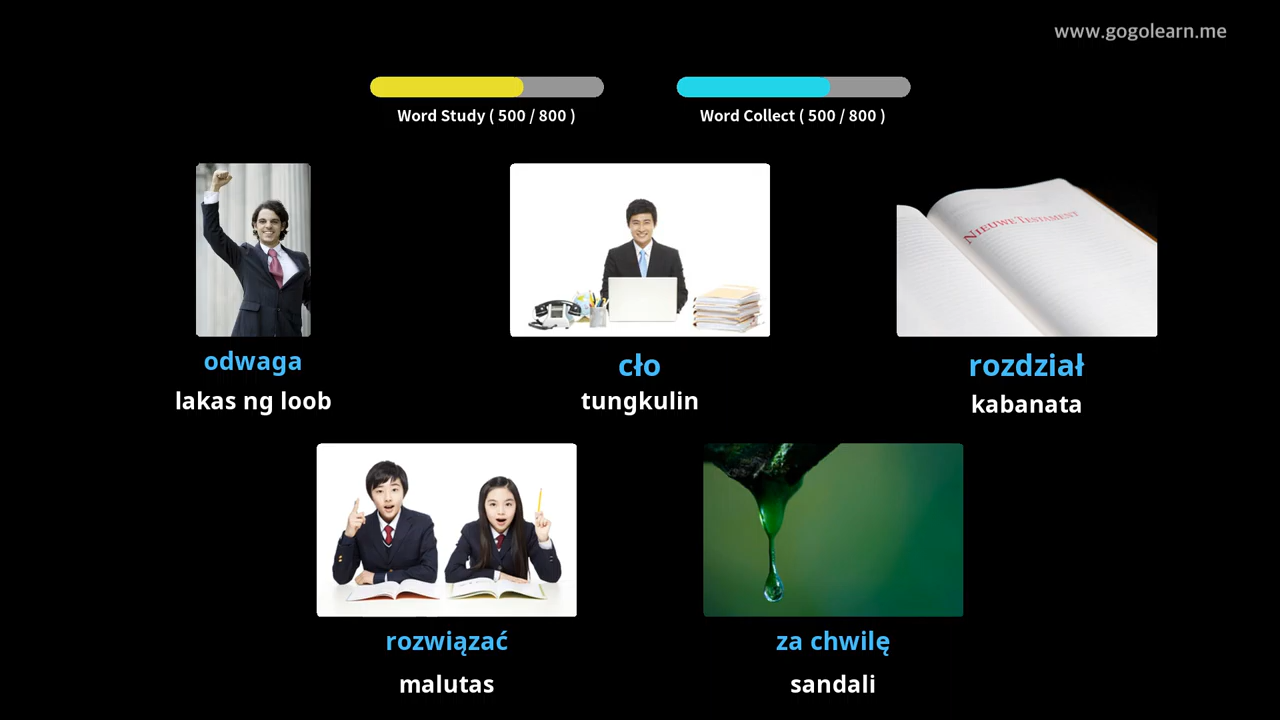 www.gogolearn.me
Word Study ( 500 / 800 )
Word Collect ( 500 / 800 )
NIEUWE TESTAMENT
odwaga
lakas ng loob
cło
tungkulin
rozdział
kabanata
rozwiązać
malutas
za chwilę
sandali